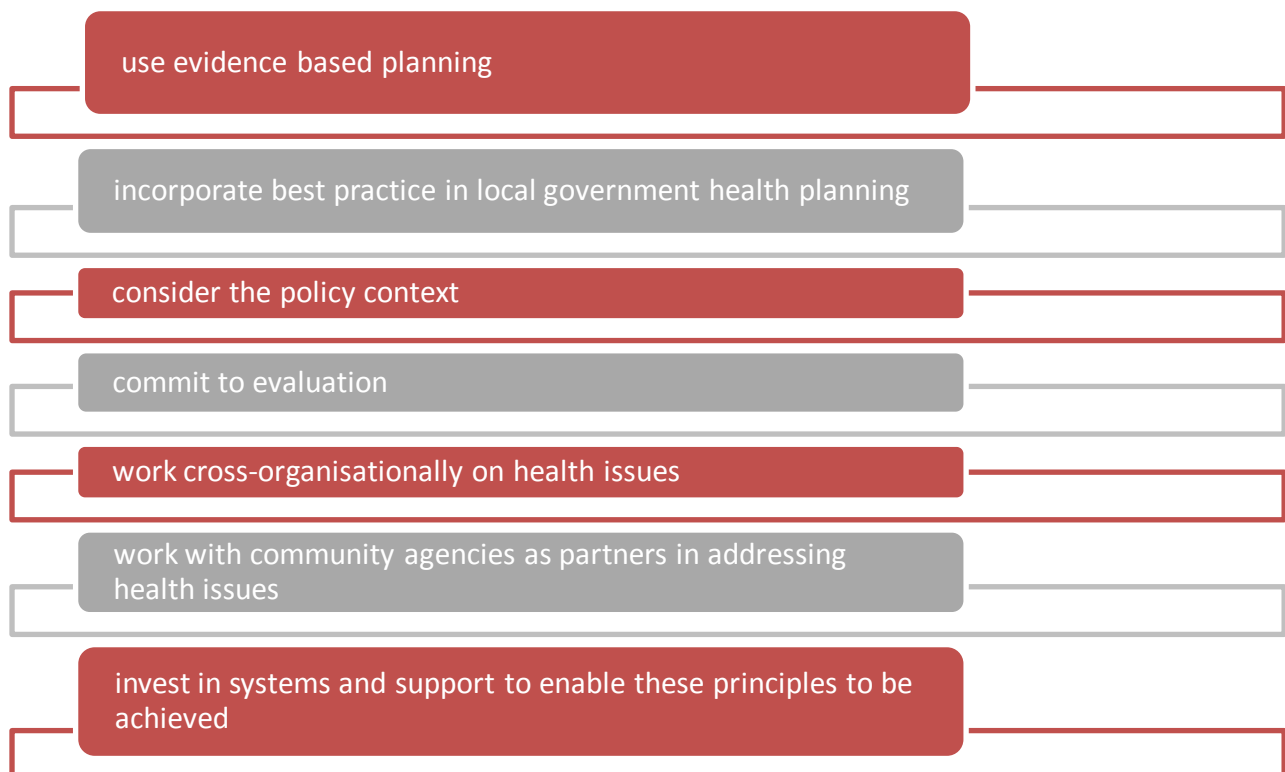 use evidence based planning
incorporate best practice in local government health planning
consider the policy context
commit to evaluation
work cross-organisationally on health issues
work with community agencies as partners in addressing
health issues
invest in systems and support to enable these principles to be
achieved